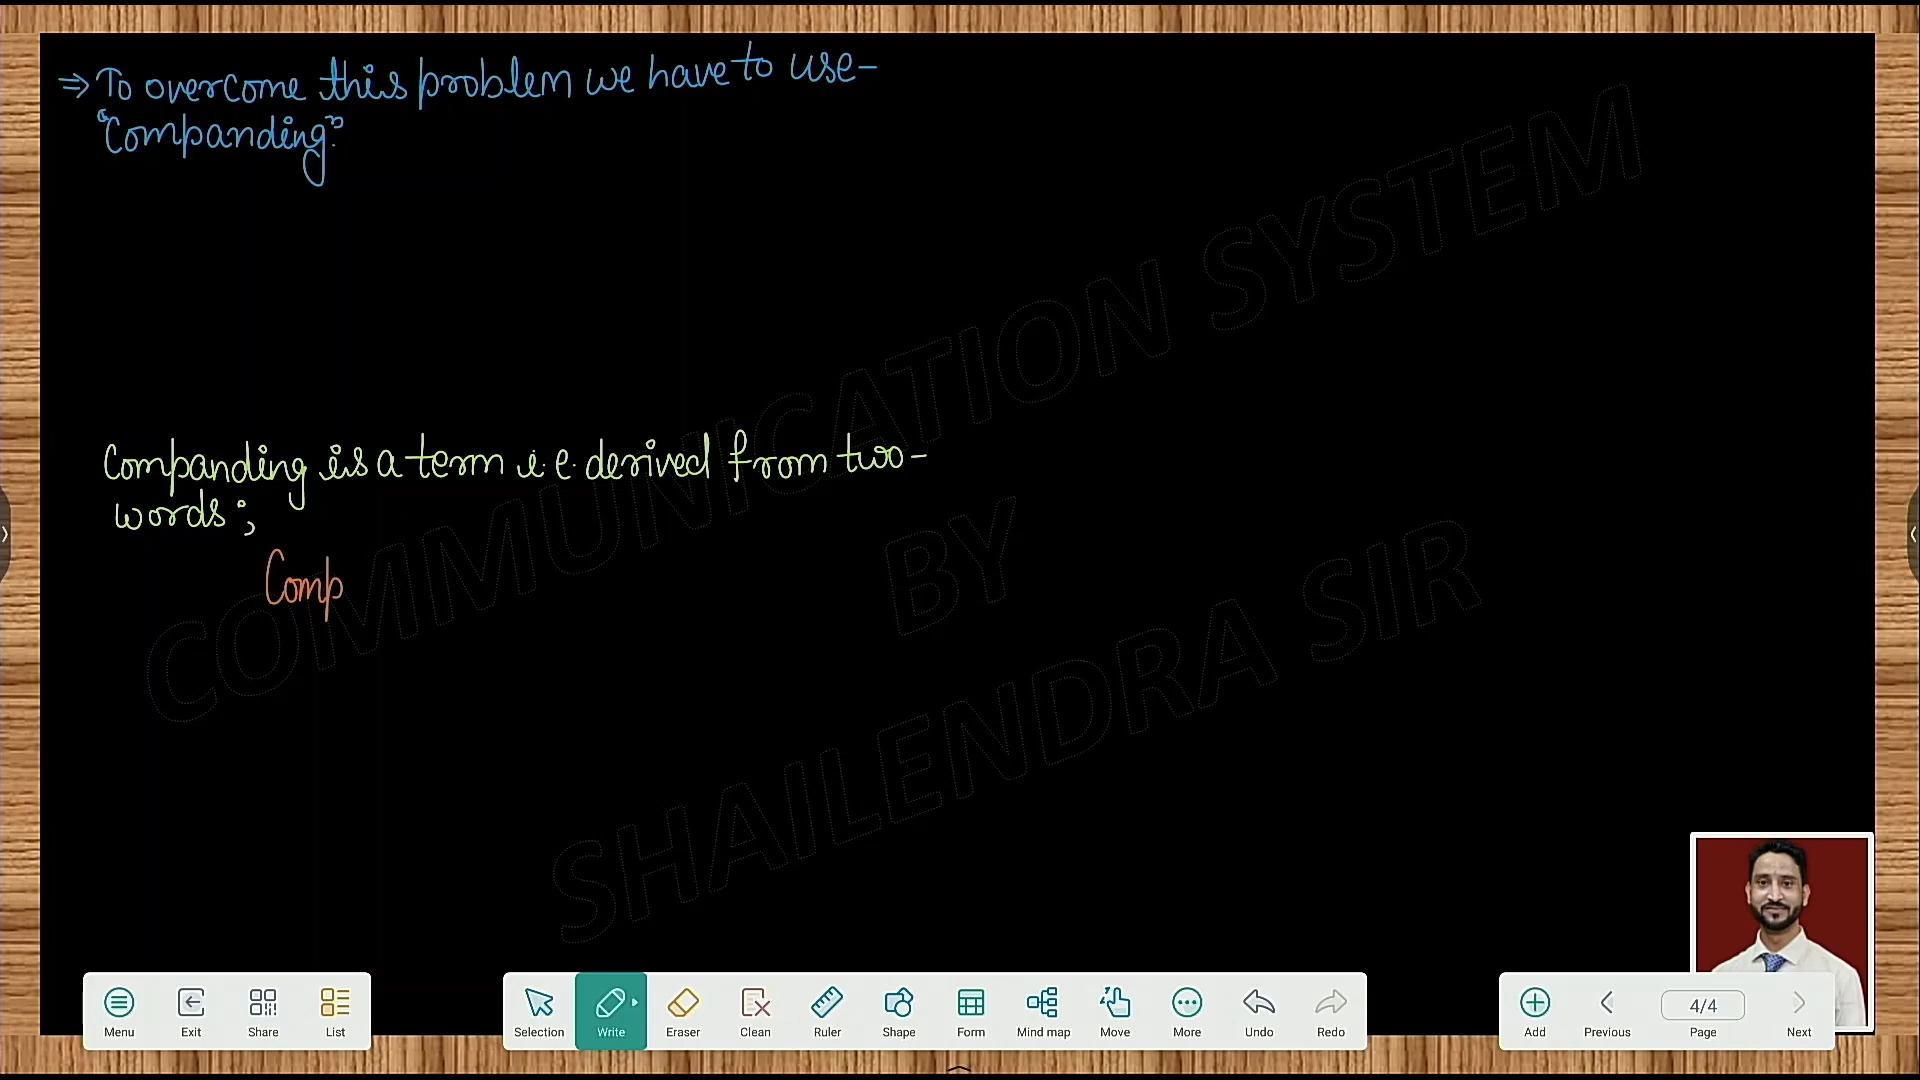 ⇒ To overcome this problem we have to use-
"Companding".
Companding is a term i.e. derived from two-
words;
Comp
COMMUNICATION SYSTEM
BY
SHAILENDRA SIR
Menu
Exit
Share
List
Selection
Write
Eraser
Clean
Ruler
Shape
Form
Mind map
Move
More
Undo
Redo
Add
Previous
4/4
Page
Next